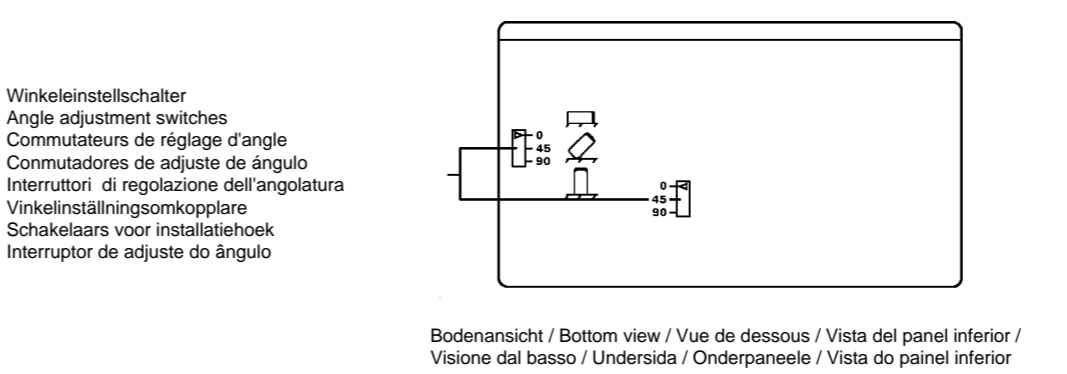 Winkeleinstellschalter
Angle adjustment switches
Commutateurs de réglage d'angle
Conmutadores de adjuste de ángulo
Interruttori di regolazione dell'angolatura
Vinkelinställningsomkopplare
Schakelaars voor installatiehoek
Interruptor de adjuste do ângulo
0
45
90
0
45
90
Bodenansicht / Bottom view / Vue de dessous / Vista del panel inferior /
Visione dal basso / Undersida / Onderpaneele / Vista do painel inferior